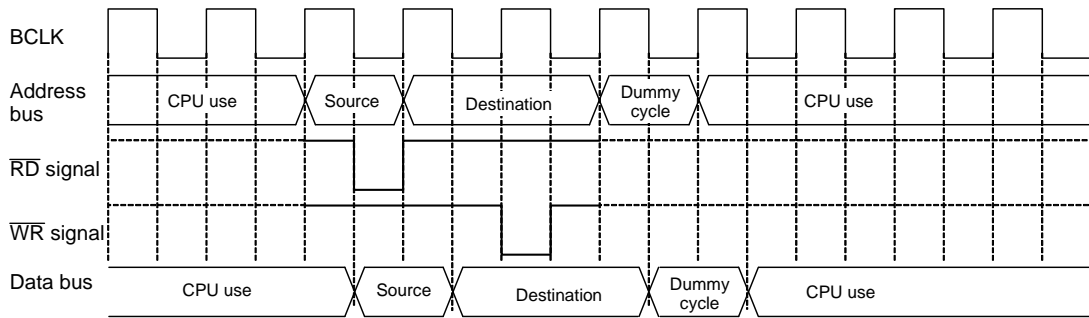 BCLK
Address
bus
CPU use
Source
Destination
Dummy
cycle
CPU use
RD signal
WR signal
Data bus
CPU use
Source
Destination
Dummy
cycle
CPU use